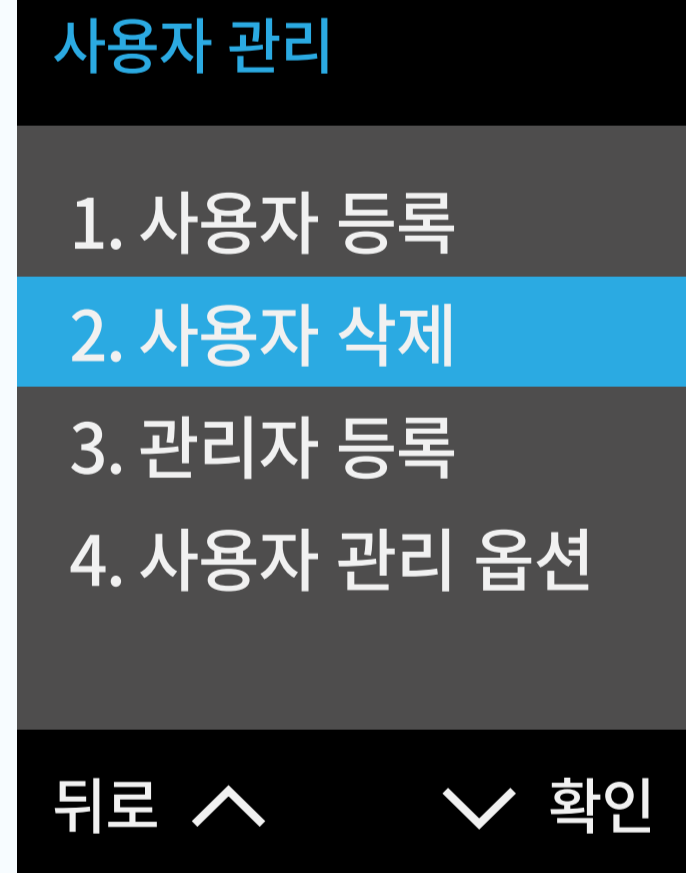 사용자 관리
1. 사용자 등록
2. 사용자 삭제
3. 관리자 등록
4. 사용자 관리 옵션
뒤로 확인